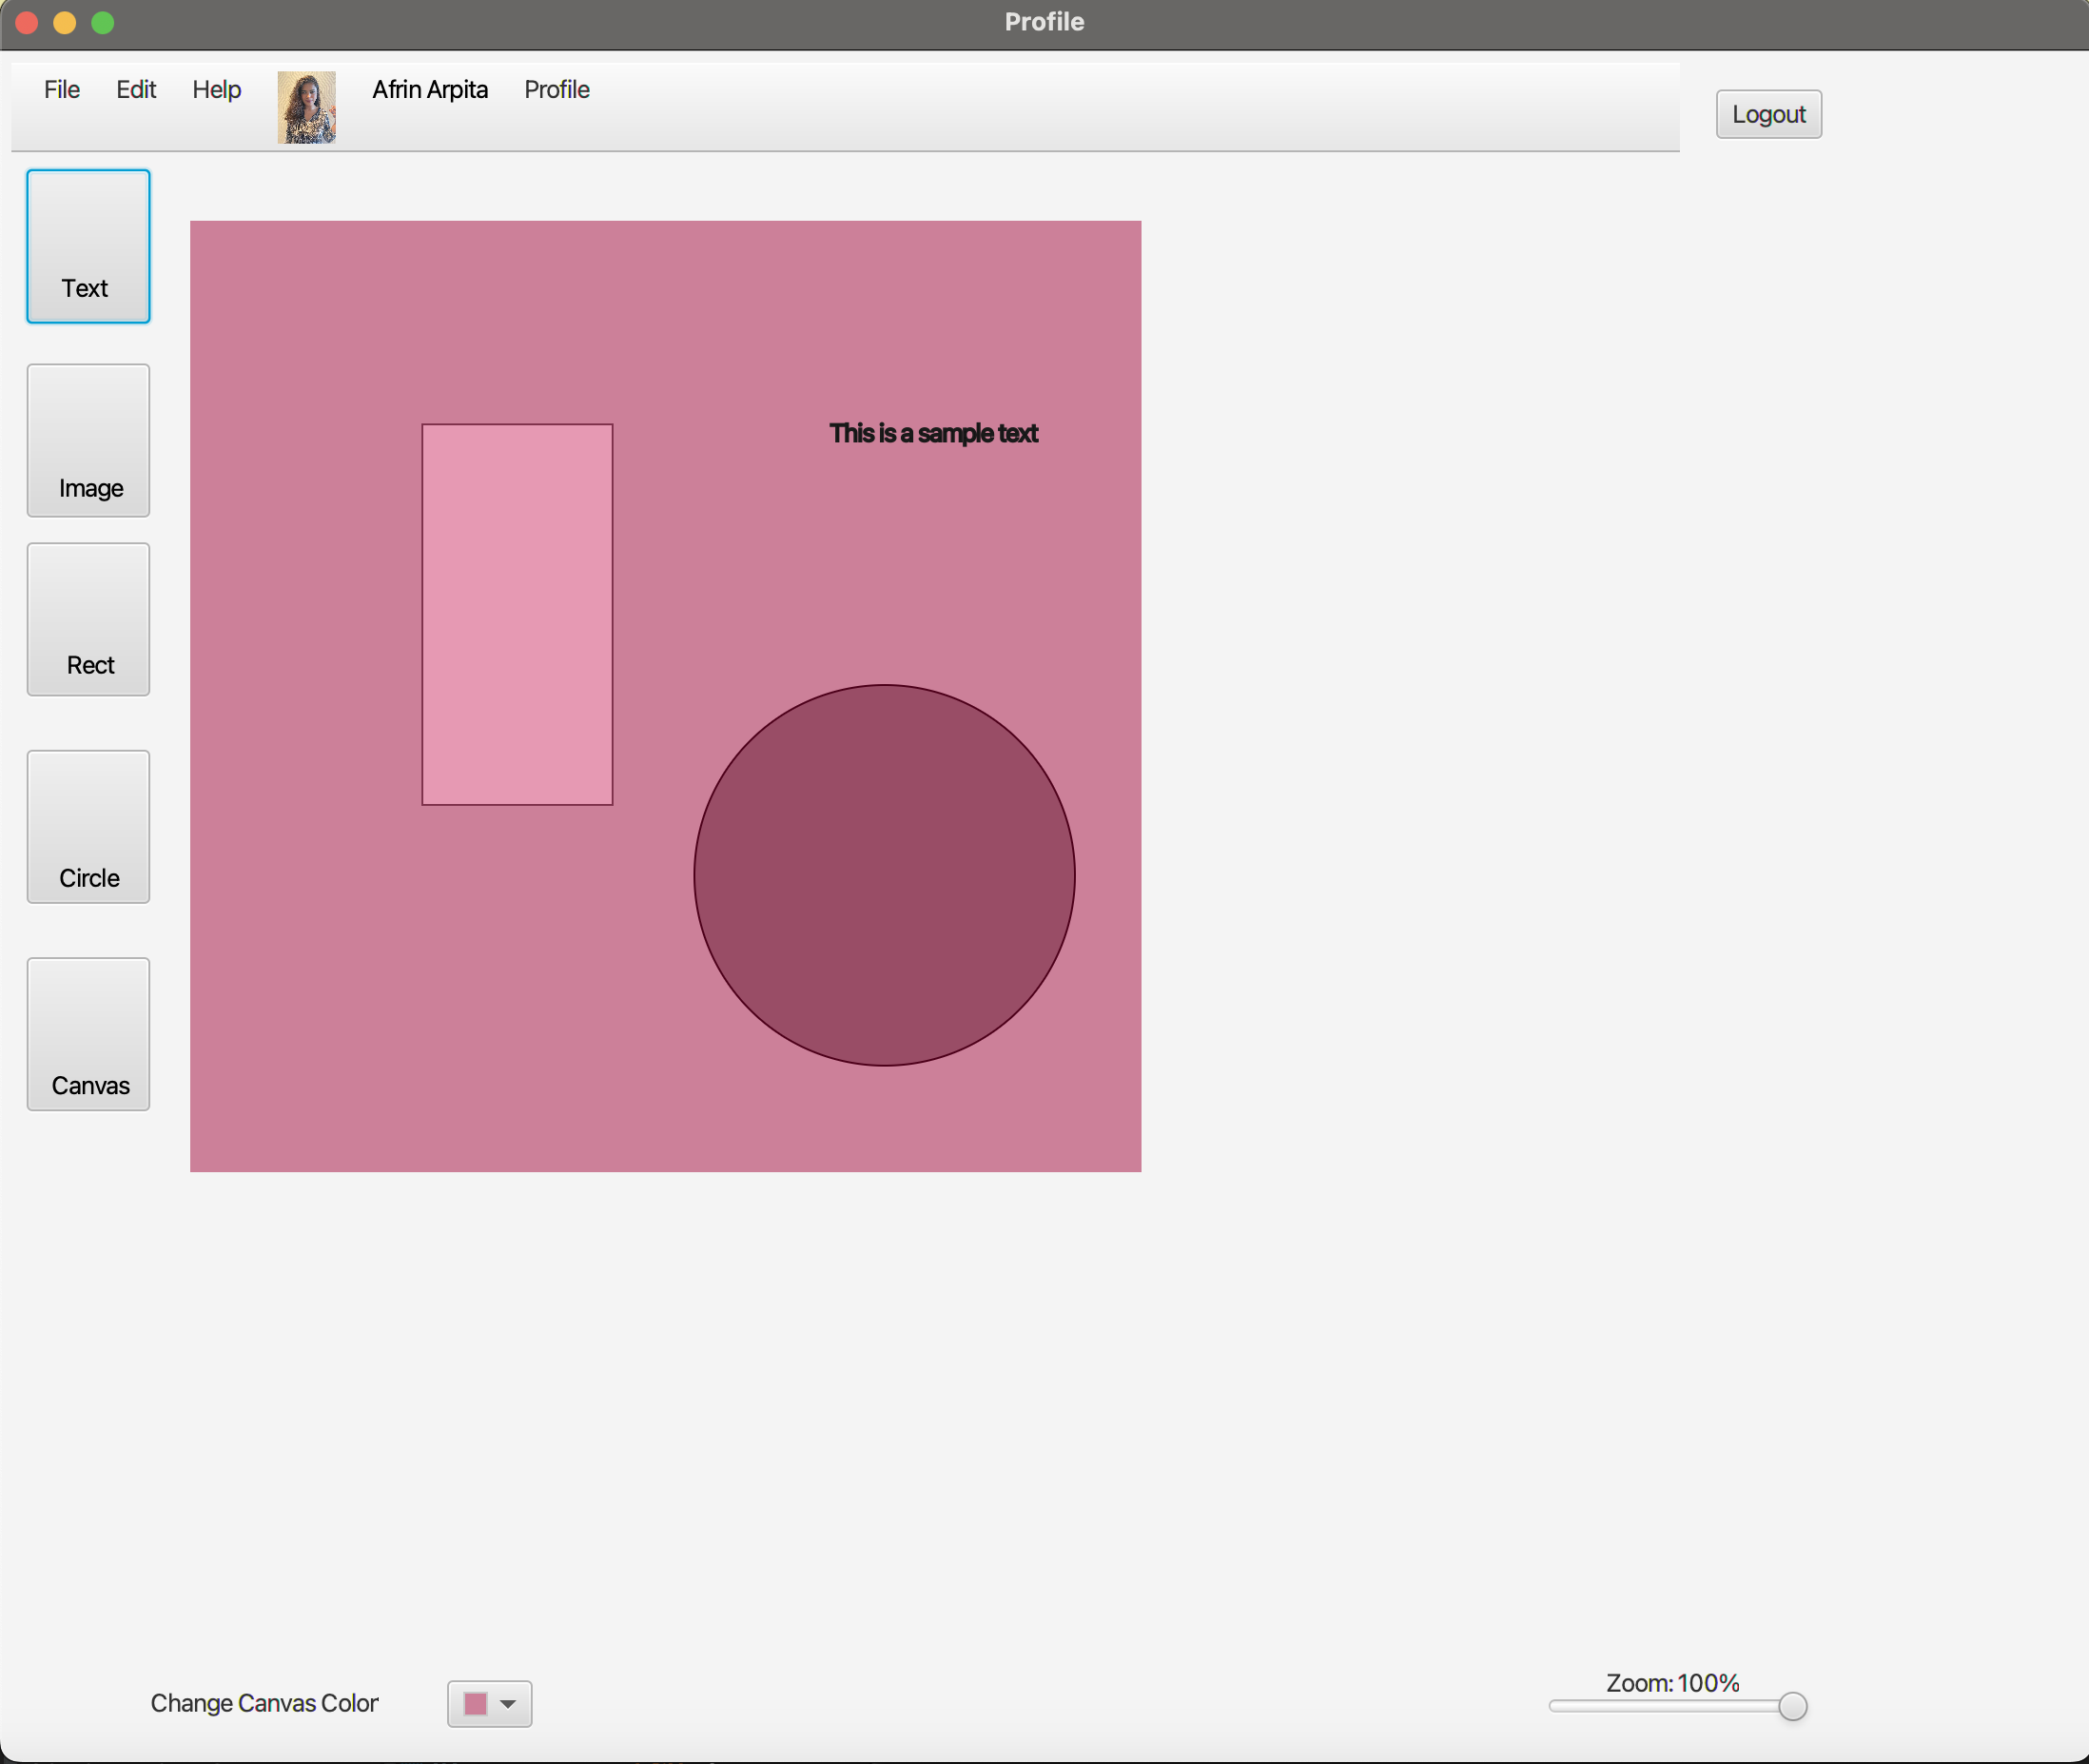 Profile
File Edit Help Afrin Arpita Profile
Logout
Text
This is a sample text
Image
Rect
Circle
Canvas
Change Canvas Color
Zoom: 100%